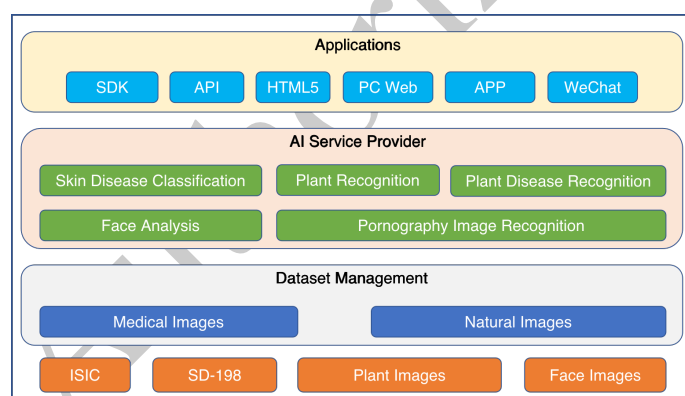 Applications
SDK API HTML5 PC Web APP WeChat
AI Service Provider
Skin Disease Classification Plant Recognition Plant Disease Recognition
Face Analysis Pornography Image Recognition
Dataset Management
Medical Images Natural Images
ISIC SD-198 Plant Images Face Images